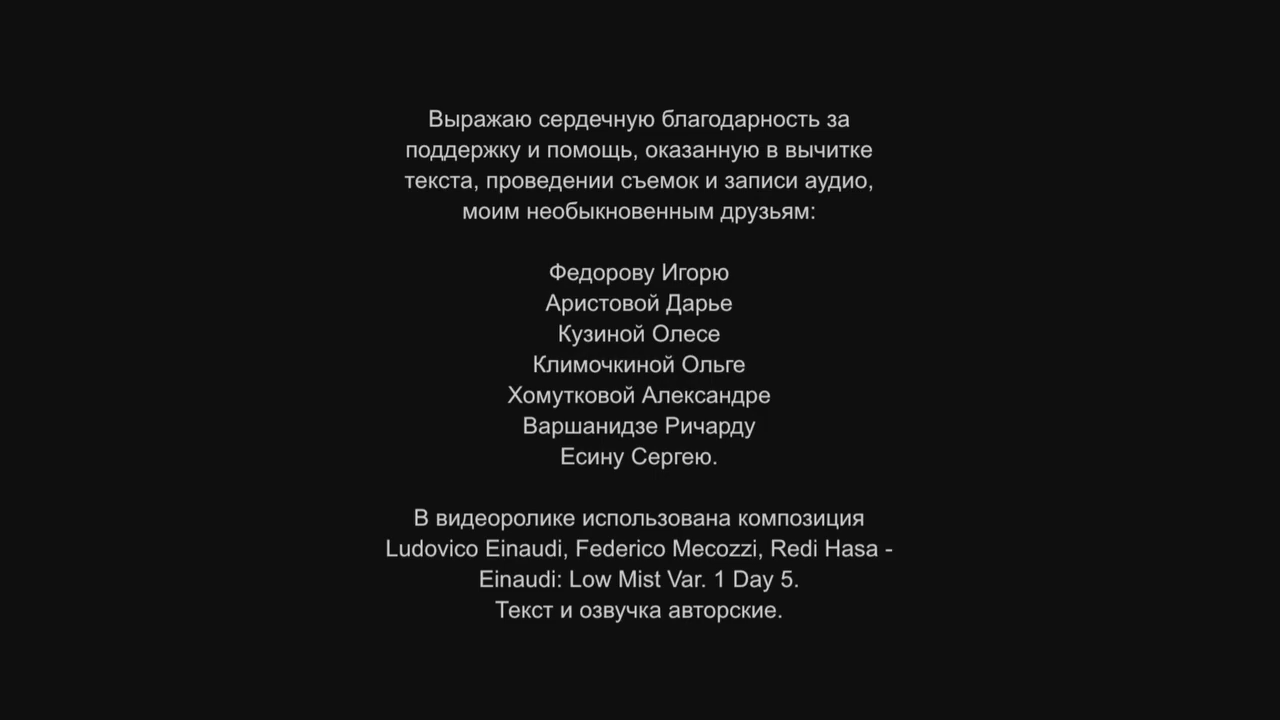 Выражаю сердечную благодарность за
поддержку и помощь, оказанную в вычитке
текста, проведении съемок и записи аудио,
моим необыкновенным друзьям:
Федорову Игорю
Аристовой Дарье
Кузиной Олесе
Климочкиной Ольге
Хомутковой Александре
Варшанидзе Ричарду
Есину Сергею.
В видеоролике использована композиция
Ludovico Einaudi, Federico Mecozzi, Redi Hasa -
Einaudi: Low Mist Var. 1 Day 5.
Текст и озвучка авторские.